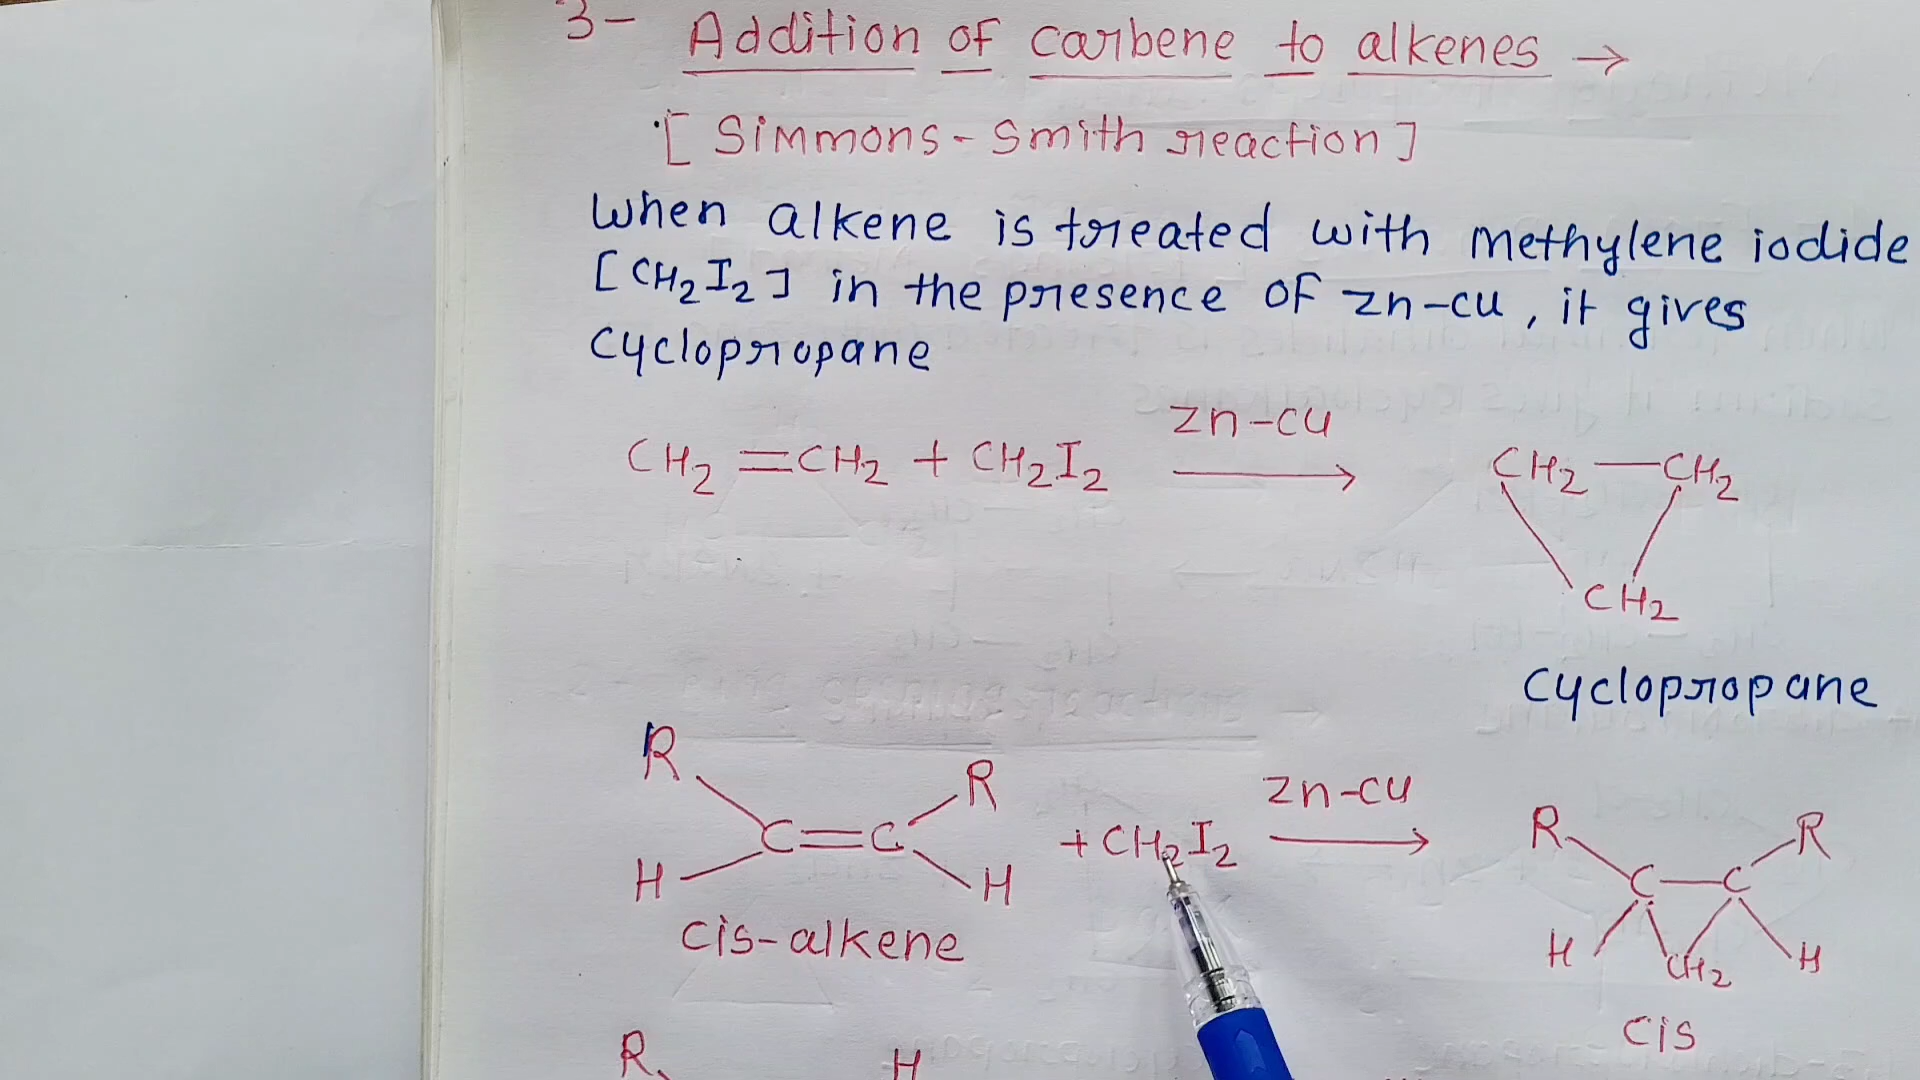 3- Addition of carbene to alkenes →
[ Simmons-Smith reaction ]
When alkene is treated with methylene iodide
[CH2I2] in the presence of Zn-Cu, it gives
cyclopropane
Zn-Cu
CH2=CH2 + CH2I2 → CH2—CH2
CH2
cyclopropane
R R Zn-Cu R R
C=C + CH2I2 → C—C
H H H CH2 H
cis-alkene
cis
R H